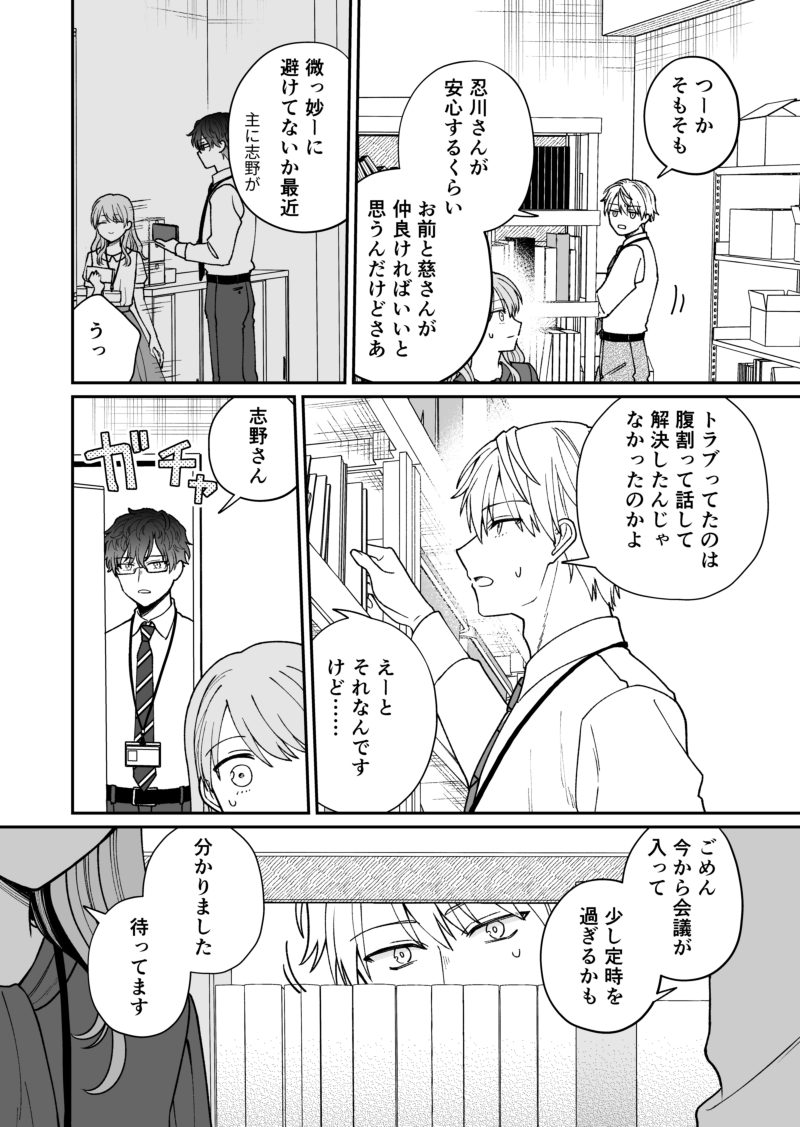 つーか
そもそも
忍川さんが
安心するくらい
お前と慈さんが
仲良ければいいと
思うんだけどさあ
微っ妙ーに
避けてないか最近
主に志野が
うっ
トラブってたのは
腹割って話して
解決したんじゃ
なかったのかよ
えーと
それなんです
けど……
ガチャ
志野さん
ごめん
今から会議が
入って
少し定時を
過ぎるかも
分かりました
待ってます